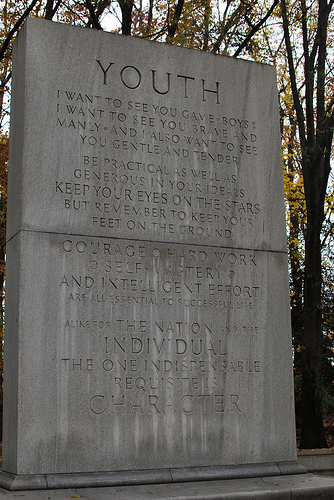 YOUTH
I WANT TO SEE YOU GAME • BOYS •
I WANT TO SEE YOU BRAVE AND
MANLY • AND I ALSO WANT TO SEE
YOU GENTLE AND TENDER
BE PRACTICAL AS WELL AS
GENEROUS IN YOUR IDEALS
KEEP YOUR EYES ON THE STARS
BUT REMEMBER TO KEEP YOUR
FEET ON THE GROUND
COURAGE • HARD WORK
• SELF-MASTERY •
AND INTELLIGENT EFFORT
ARE ALL ESSENTIAL TO SUCCESSFUL LIFE
ALIKE FOR THE NATION AND THE
INDIVIDUAL
THE ONE INDISPENSABLE
REQUISITE IS
CHARACTER